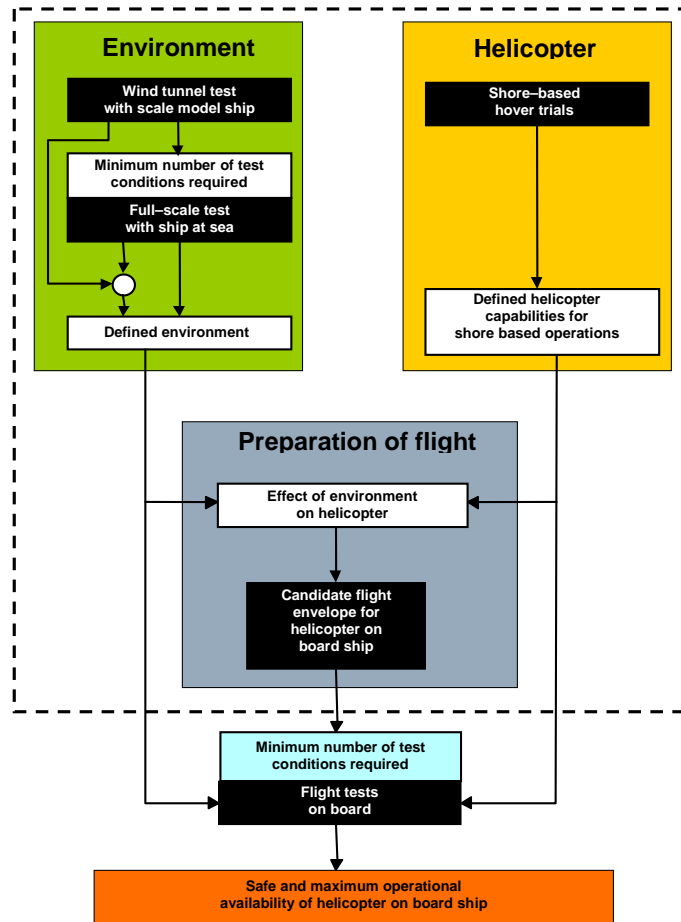 Environment
Wind tunnel test
with scale model ship
Minimum number of test
conditions required
Full–scale test
with ship at sea
Defined environment
Helicopter
Shore–based
hover trials
Defined helicopter
capabilities for
shore based operations
Preparation of flight
Effect of environment
on helicopter
Candidate flight
envelope for
helicopter on
board ship
Minimum number of test
conditions required
Flight tests
on board
Safe and maximum operational
availability of helicopter on board ship